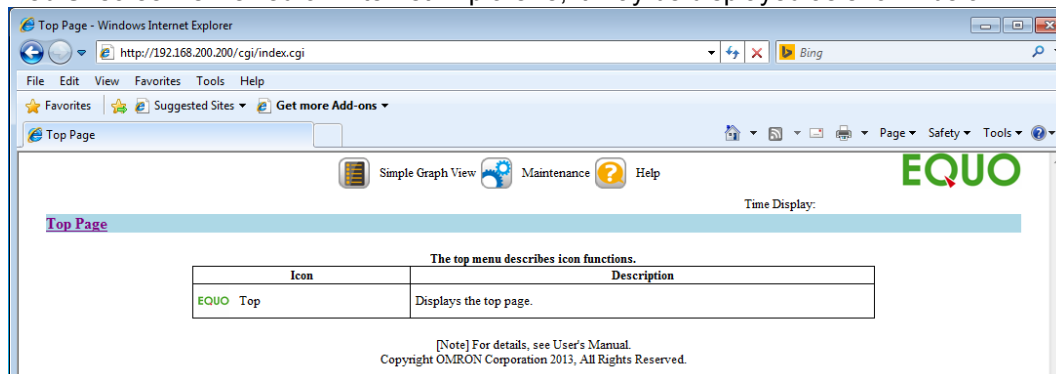 Top Page - Windows Internet Explorer
http://192.168.200.200/cgi/index.cgi
Bing
File Edit View Favorites Tools Help
Favorites Suggested Sites Get more Add-ons
Top Page
Page Safety Tools
Simple Graph View Maintenance Help
EQUO
Time Display:
Top Page
The top menu describes icon functions.
Icon Description
EQUO Top Displays the top page.
[Note] For details, see User's Manual.
Copyright OMRON Corporation 2013, All Rights Reserved.